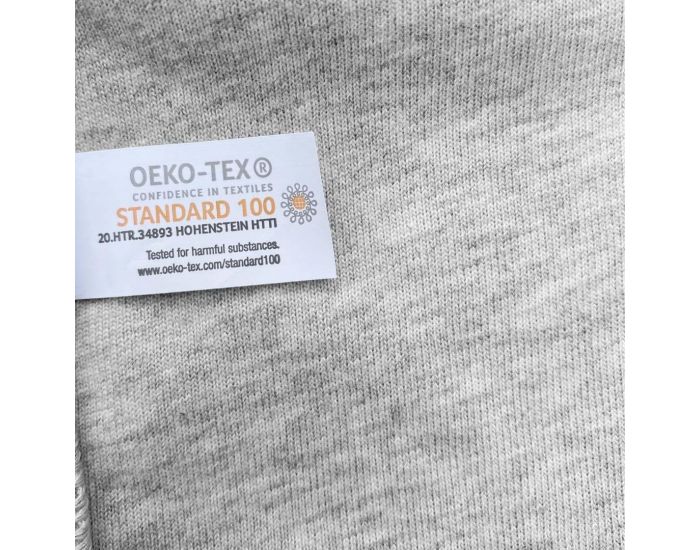 OEKO-TEX®
CONFIDENCE IN TEXTILES
STANDARD 100
20.HTR.34893 HOHENSTEIN HTTI
Tested for harmful substances.
www.oeko-tex.com/standard100